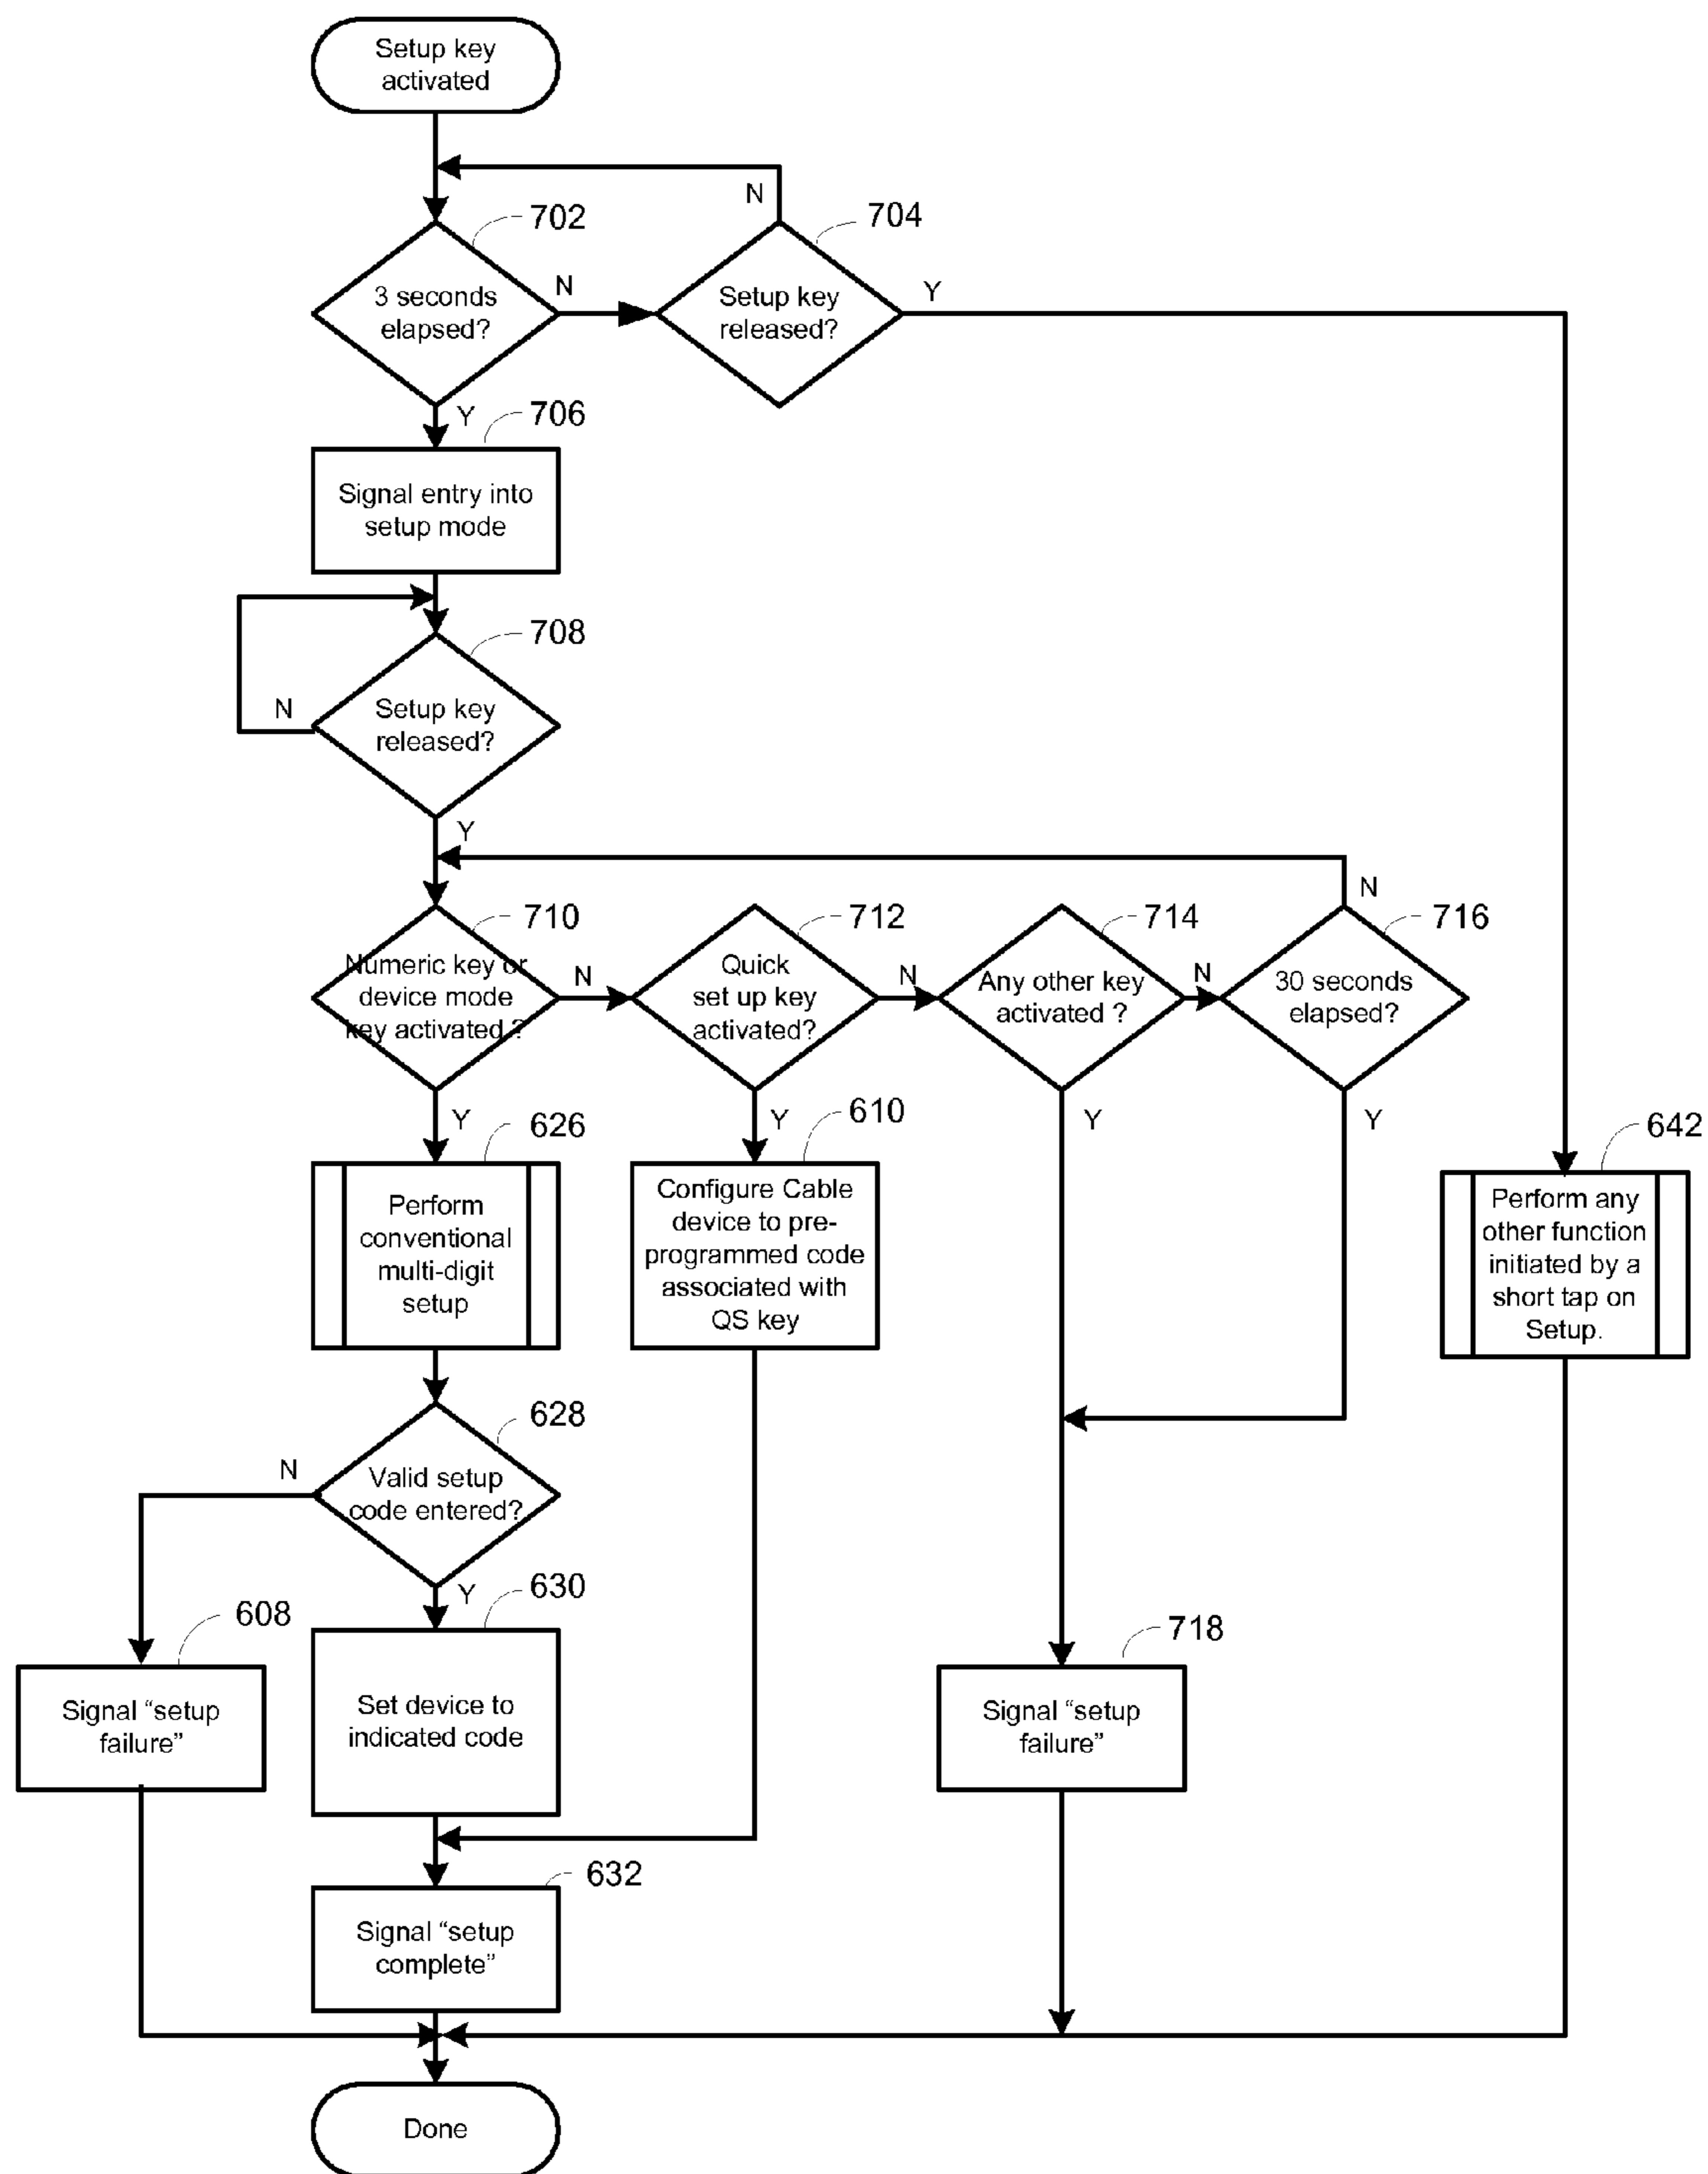 Setup key
activated
N
702
704
3 seconds
elapsed?
N
Setup key
released?
Y
Y
706
Signal entry into
setup mode
708
N
Setup key
released?
Y
N
710
712
714
716
Numeric key or
device mode
key activated ?
N
Quick
set up key
activated?
N
Any other key
activated ?
N
30 seconds
elapsed?
Y
Y
Y
Y
626
610
642
Perform
conventional
multi-digit
setup
Configure Cable
device to pre-
programmed code
associated with
QS key
Perform any
other function
initiated by a
short tap on
Setup.
628
N
Valid setup
code entered?
Y
630
608
718
Signal “setup
failure”
Set device to
indicated code
Signal “setup
failure”
632
Signal “setup
complete”
Done